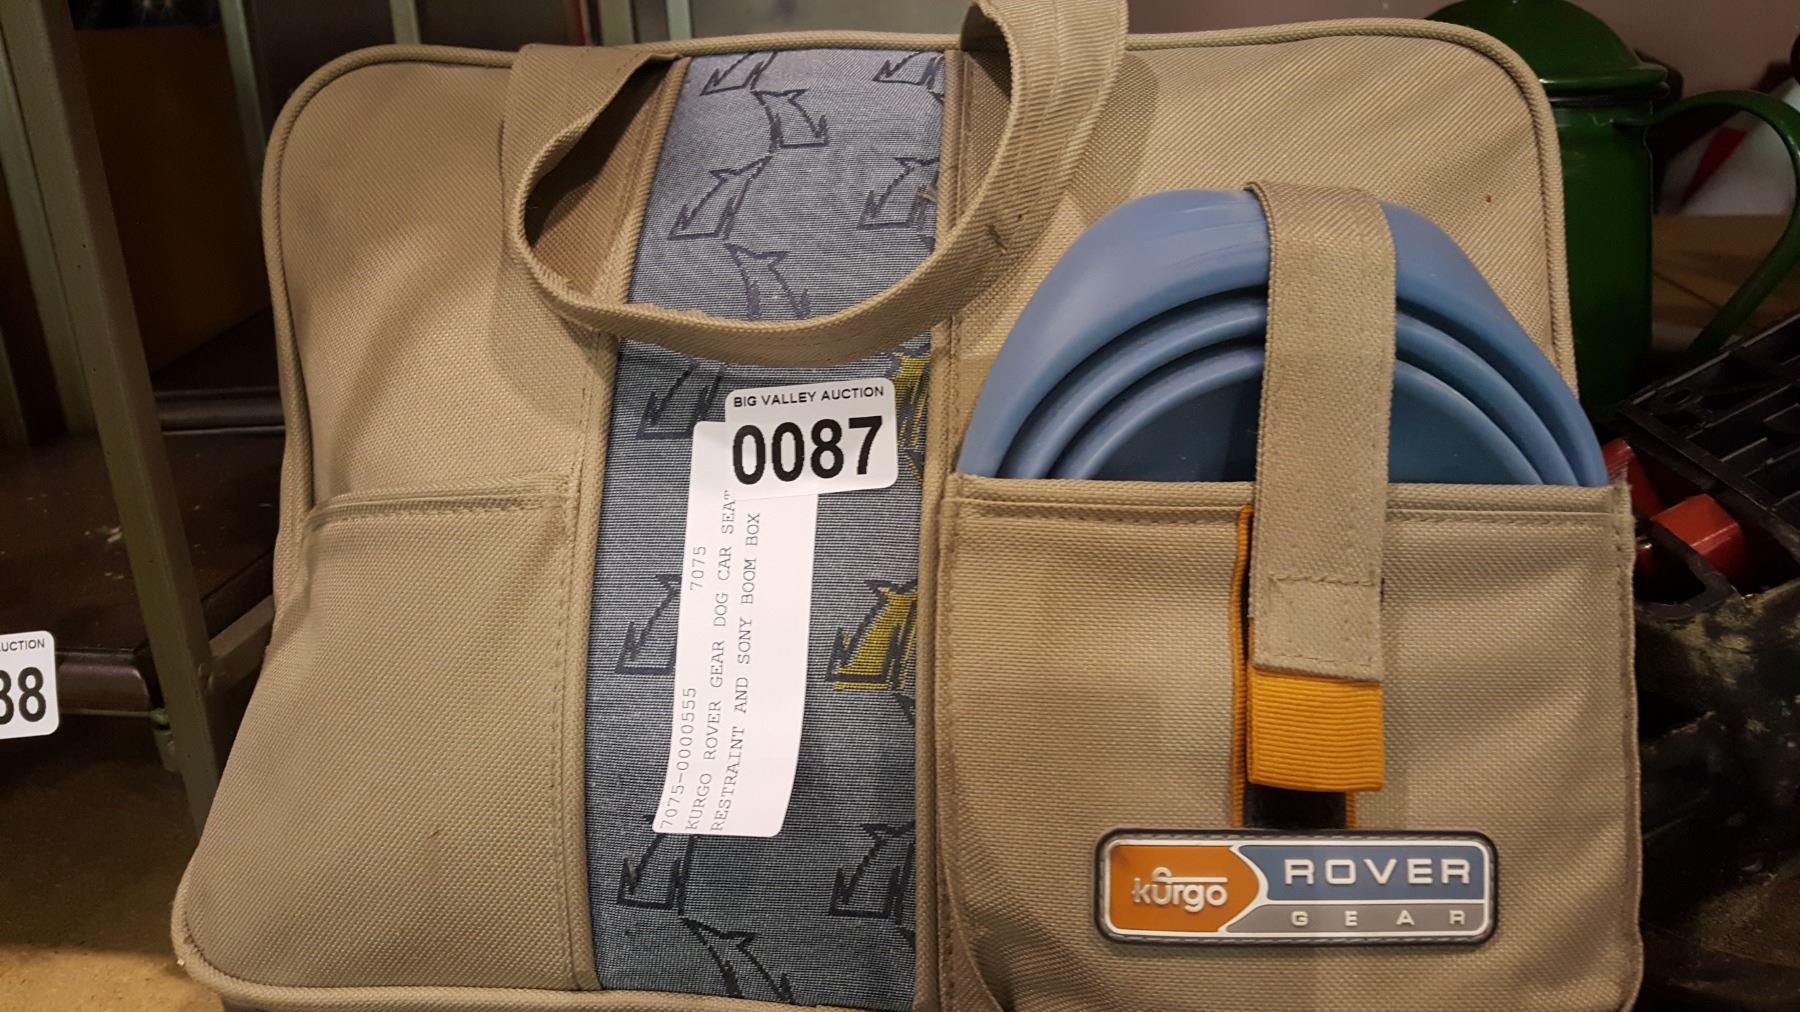 BIG VALLEY AUCTION
0087
7075-0000555 7075
KURGO ROVER GEAR DOG CAR SEAT
RESTRAINT AND SONY BOOM BOX
UCTION
88
kurgo ROVER
GEAR